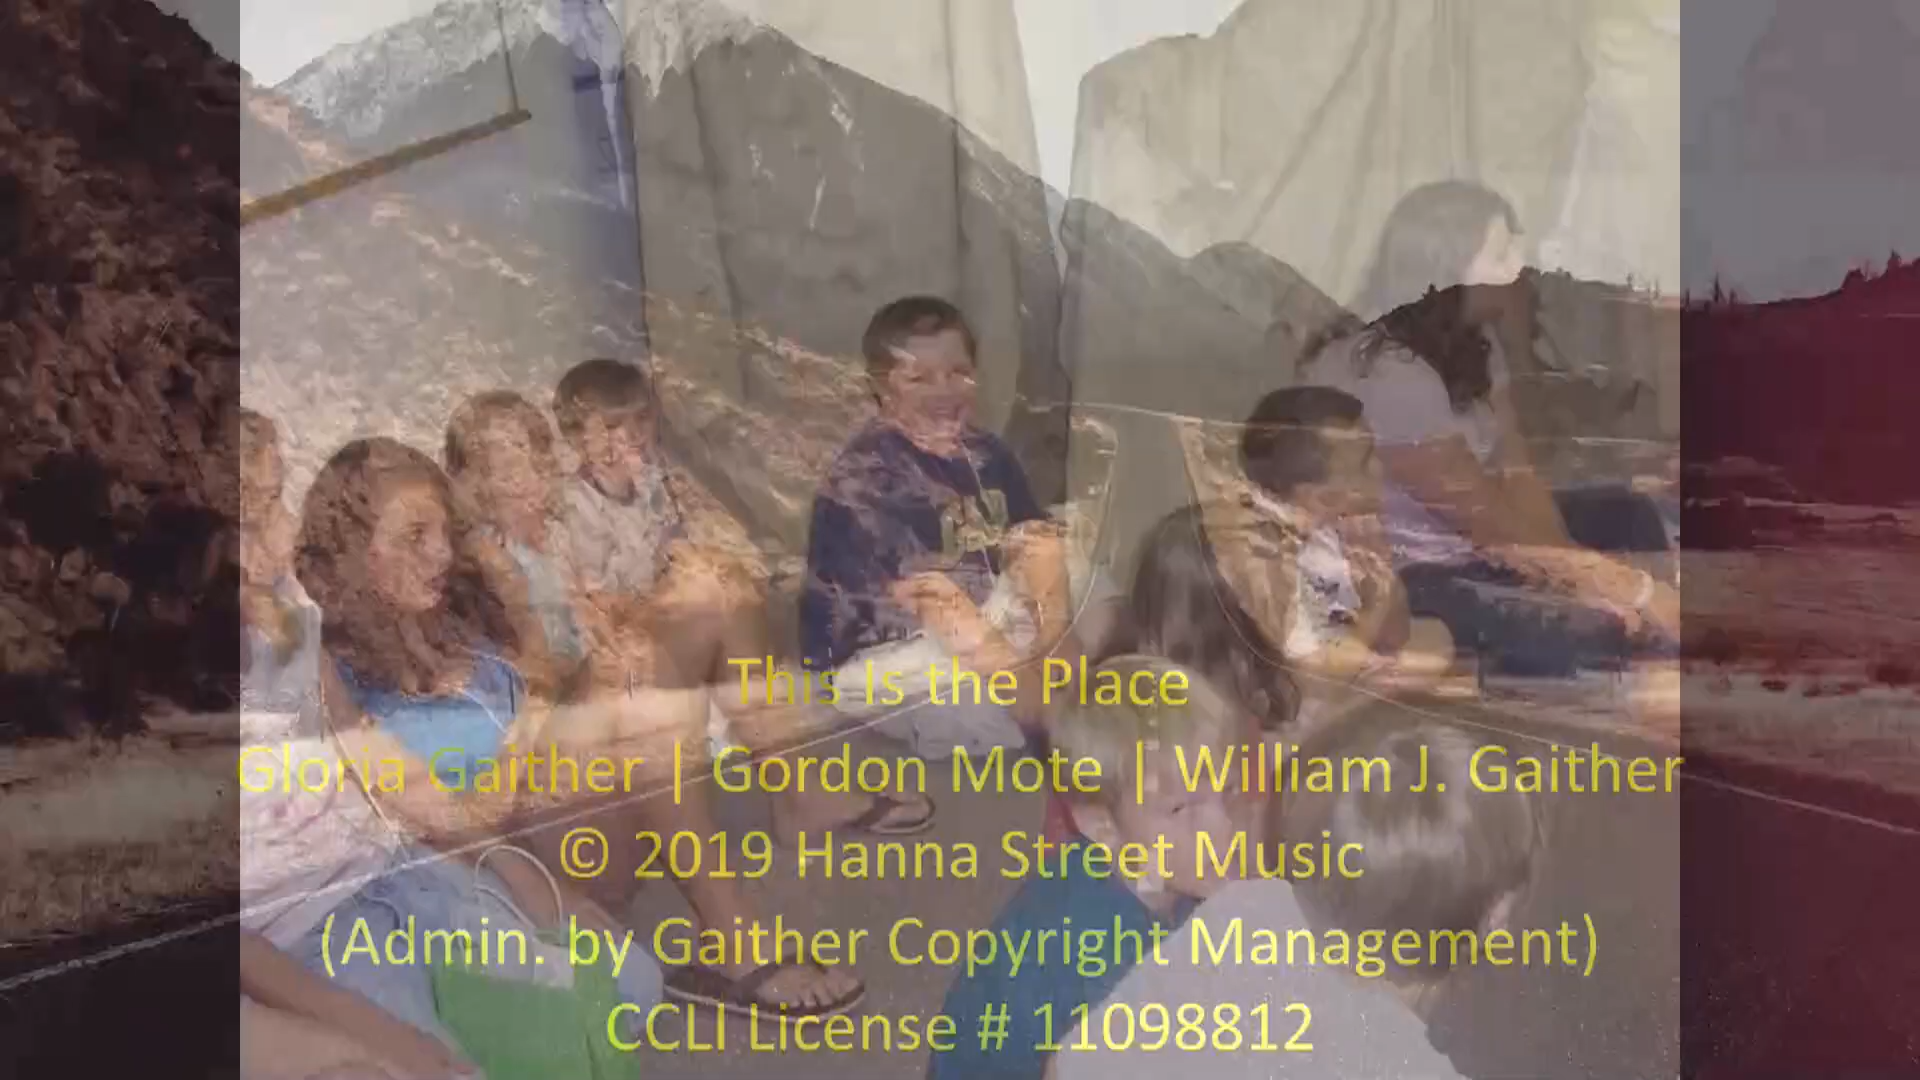 This Is the Place
Gloria Gaither | Gordon Mote | William J. Gaither
© 2019 Hanna Street Music
(Admin. by Gaither Copyright Management)
CCLI License # 11098812